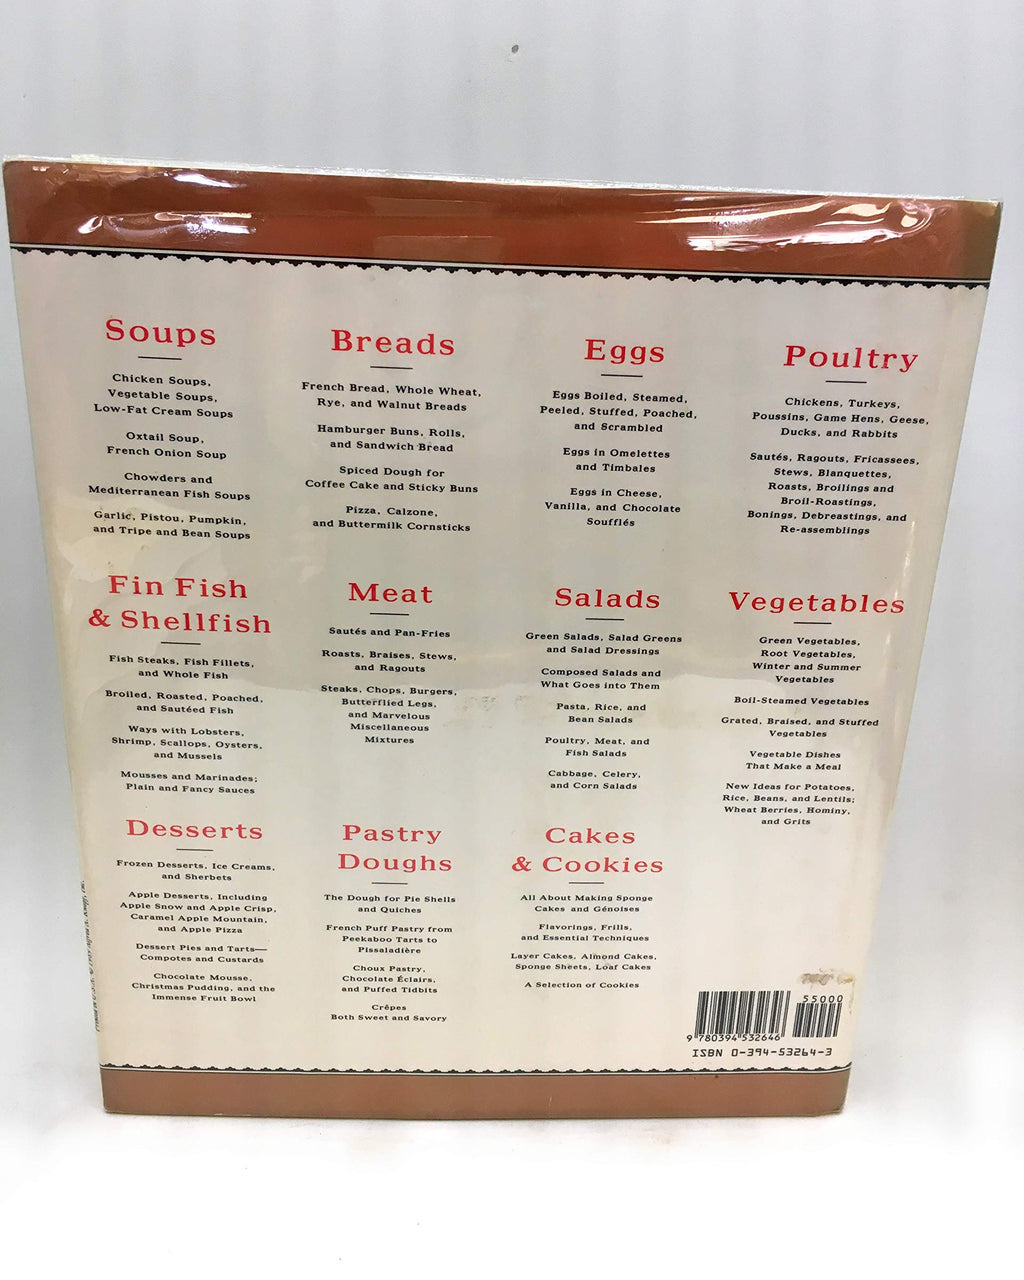 Soups
Chicken Soups,
Vegetable Soups,
Low-Fat Cream Soups
Oxtail Soup,
French Onion Soup
Chowders and
Mediterranean Fish Soups
Garlic, Pistou, Pumpkin,
and Tripe and Bean Soups
Breads
French Bread, Whole Wheat,
Rye, and Walnut Breads
Hamburger Buns, Rolls,
and Sandwich Bread
Spiced Dough for
Coffee Cake and Sticky Buns
Pizza, Calzone,
and Buttermilk Cornsticks
Eggs
Eggs Boiled, Steamed,
Peeled, Stuffed, Poached,
and Scrambled
Eggs in Omelettes
and Timbales
Eggs in Cheese,
Vanilla, and Chocolate
Soufflés
Poultry
Chickens, Turkeys,
Poussins, Game Hens, Geese,
Ducks, and Rabbits
Sautés, Ragouts, Fricassees,
Stews, Blanquettes,
Roasts, Broilings and
Broil-Roastings,
Bonings, Debreastings, and
Re-assemblings
Fin Fish
& Shellfish
Fish Steaks, Fish Fillets,
and Whole Fish
Broiled, Roasted, Poached,
and Sautéed Fish
Ways with Lobsters,
Shrimp, Scallops, Oysters,
and Mussels
Mousses and Marinades;
Plain and Fancy Sauces
Meat
Sautés and Pan-Fries
Roasts, Braises, Stews,
and Ragouts
Steaks, Chops, Burgers,
Butterflied Legs,
and Marvelous
Miscellaneous
Mixtures
Salads
Green Salads, Salad Greens
and Salad Dressings
Composed Salads and
What Goes into Them
Pasta, Rice, and
Bean Salads
Poultry, Meat, and
Fish Salads
Cabbage, Celery,
and Corn Salads
Vegetables
Green Vegetables,
Root Vegetables,
Winter and Summer
Vegetables
Boil-Steamed Vegetables
Grated, Braised, and Stuffed
Vegetables
Vegetable Dishes
That Make a Meal
New Ideas for Potatoes,
Rice, Beans, and Lentils;
Wheat Berries, Hominy,
and Grits
Desserts
Frozen Desserts, Ice Creams,
and Sherbets
Apple Desserts, Including
Apple Snow and Apple Crisp,
Caramel Apple Mountain,
and Apple Pizza
Dessert Pies and Tarts—
Compotes and Custards
Chocolate Mousse,
Christmas Pudding, and the
Immense Fruit Bowl
Pastry
Doughs
The Dough for Pie Shells
and Quiches
French Puff Pastry from
Peekaboo Tarts to
Pissaladière
Choux Pastry,
Chocolate Éclairs,
and Puffed Tidbits
Crêpes
Both Sweet and Savory
Cakes
& Cookies
All About Making Sponge
Cakes and Génoises
Flavorings, Frills,
and Essential Techniques
Layer Cakes, Almond Cakes,
Sponge Sheets, Loaf Cakes
A Selection of Cookies
55000
9 780394 532646
ISBN 0-394-53264-3